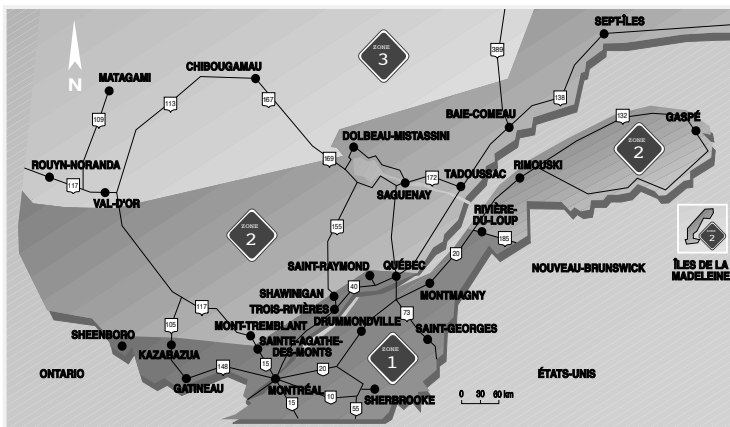 SEPT-ÎLES
389
ZONE
3
CHIBOUGAMAU
MATAGAMI
N
113
167
138
109
BAIE-COMEAU
132
GASPÉ
DOLBEAU-MISTASSINI
ZONE
2
169
ROUYN-NORANDA
117
172
TADOUSSAC
RIMOUSKI
VAL-D'OR
SAGUENAY
RIVIÈRE-
DU-LOUP
155
ZONE
2
185
ZONE
2
20
SAINT-RAYMOND
QUÉBEC
NOUVEAU-BRUNSWICK
ÎLES DE LA
MADELEINE
40
MONTMAGNY
SHAWINIGAN
117
TROIS-RIVIÈRES
73
105
MONT-TREMBLANT
DRUMMONDVILLE
SAINT-GEORGES
SHEENBORO
SAINTE-AGATHE-
DES-MONTS
KAZABAZUA
ZONE
1
15
148
20
ONTARIO
ÉTATS-UNIS
GATINEAU
MONTRÉAL
10
SHERBROOKE
15
55
0 30 60 km